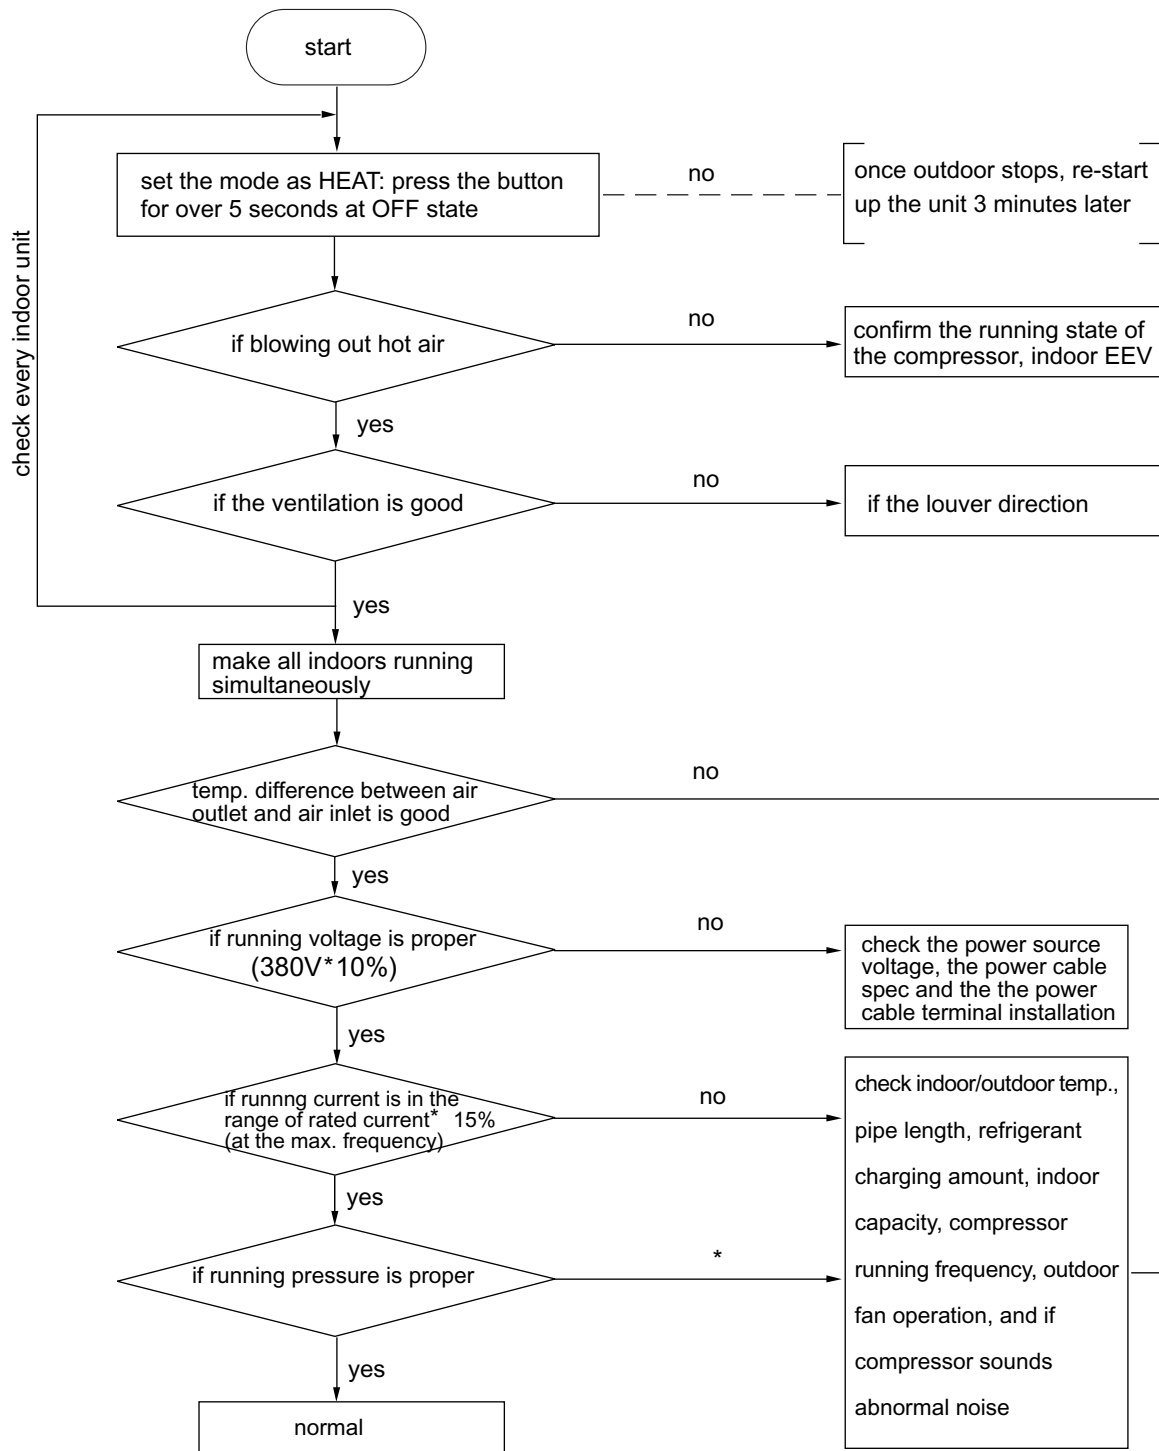 start
set the mode as HEAT: press the button
for over 5 seconds at OFF state
no
once outdoor stops, re-start
up the unit 3 minutes later
check every indoor unit
if blowing out hot air
no
confirm the running state of
the compressor, indoor EEV
yes
if the ventilation is good
no
if the louver direction
yes
make all indoors running
simultaneously
temp. difference between air
outlet and air inlet is good
no
yes
if running voltage is proper
(380V*10%)
no
check the power source
voltage, the power cable
spec and the the power
cable terminal installation
yes
if runnng current is in the
range of rated current* 15%
(at the max. frequency)
no
check indoor/outdoor temp.,
pipe length, refrigerant
charging amount, indoor
capacity, compressor
running frequency, outdoor
fan operation, and if
compressor sounds
abnormal noise
yes
if running pressure is proper
*
yes
normal